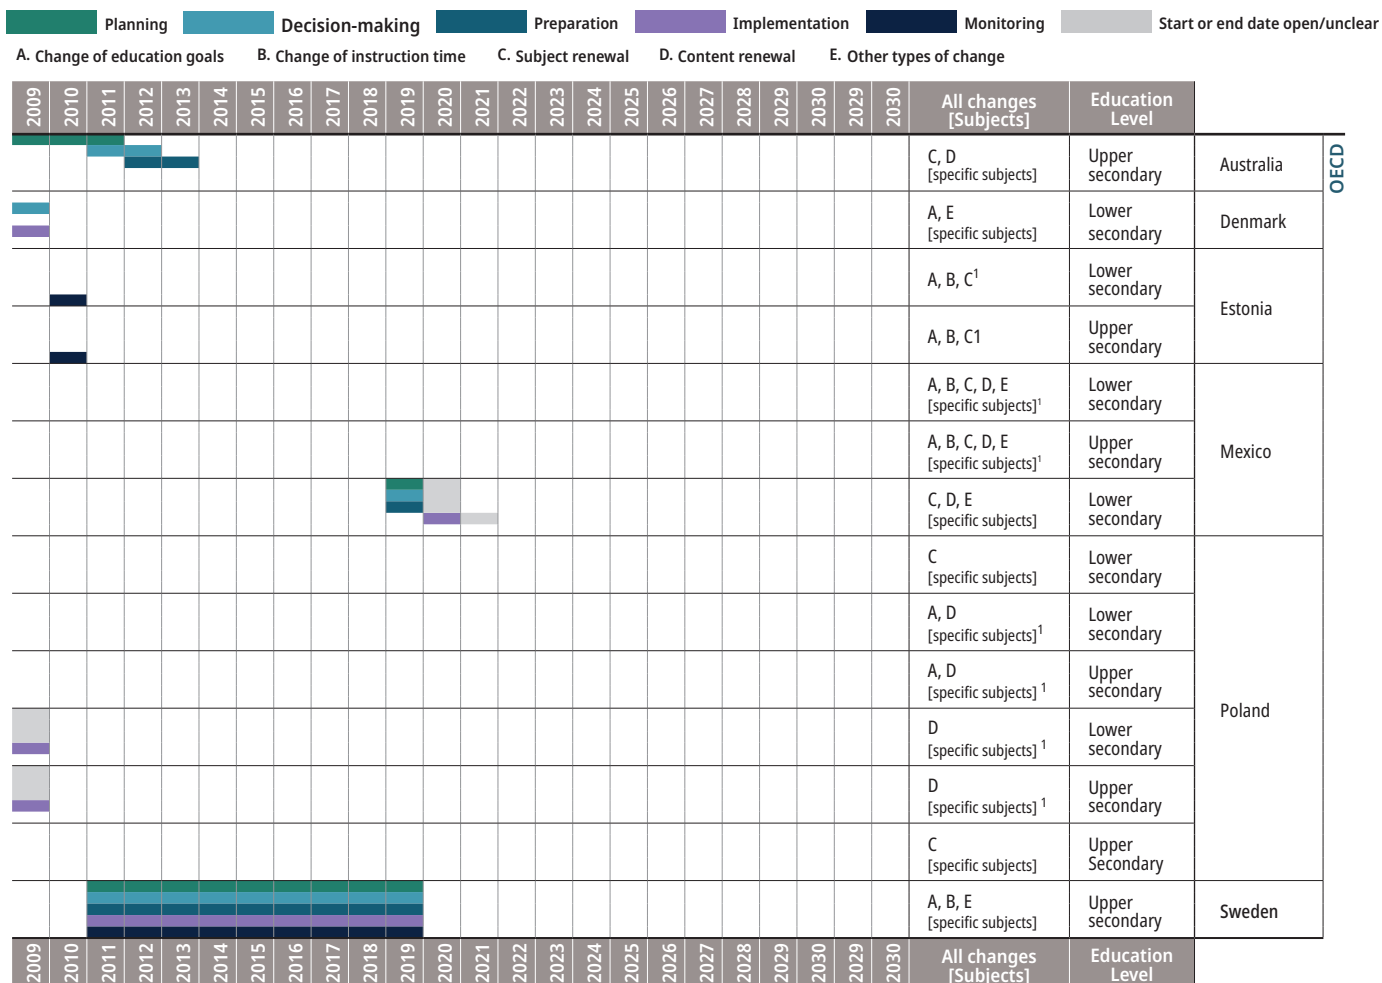 Planning Decision-making Preparation Implementation Monitoring Start or end date open/unclear
A. Change of education goals B. Change of instruction time C. Subject renewal D. Content renewal E. Other types of change
2009 2010 2011 2012 2013 2014 2015 2016 2017 2018 2019 2020 2021 2022 2023 2024 2025 2026 2027 2028 2029 2030 2029 2030 All changes Education
[Subjects] Level
C, D Upper
[specific subjects] secondary
Australia
OECD
A, E Lower
[specific subjects] secondary
Denmark
A, B, C1 Lower
secondary
Estonia
A, B, C1 Upper
secondary
A, B, C, D, E Lower
[specific subjects]1 secondary
A, B, C, D, E Upper
[specific subjects]1 secondary
Mexico
C, D, E Lower
[specific subjects] secondary
C Lower
[specific subjects] secondary
A, D Lower
[specific subjects]1 secondary
A, D Upper
[specific subjects] 1 secondary
Poland
D Lower
[specific subjects] 1 secondary
D Upper
[specific subjects] 1 secondary
C Upper
[specific subjects] Secondary
A, B, E Upper
[specific subjects] secondary
Sweden
2009 2010 2011 2012 2013 2014 2015 2016 2017 2018 2019 2020 2021 2022 2023 2024 2025 2026 2027 2028 2029 2030 2029 2030 All changes Education
[Subjects] Level